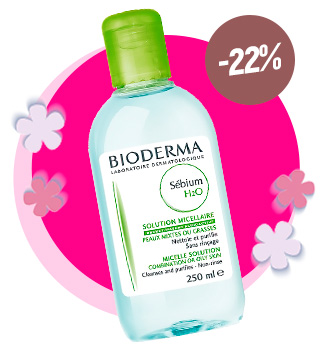 -22%
BIODERMA
LABORATOIRE DERMATOLOGIQUE
Sébium
H2O
SOLUTION MICELLAIRE
PEAUX MIXTES OU GRASSES
Nettoie et purifie
Sans rinçage
MICELLE SOLUTION
COMBINATION OR OILY SKIN
Cleanses and purifies - Non-rinse
250 ml e